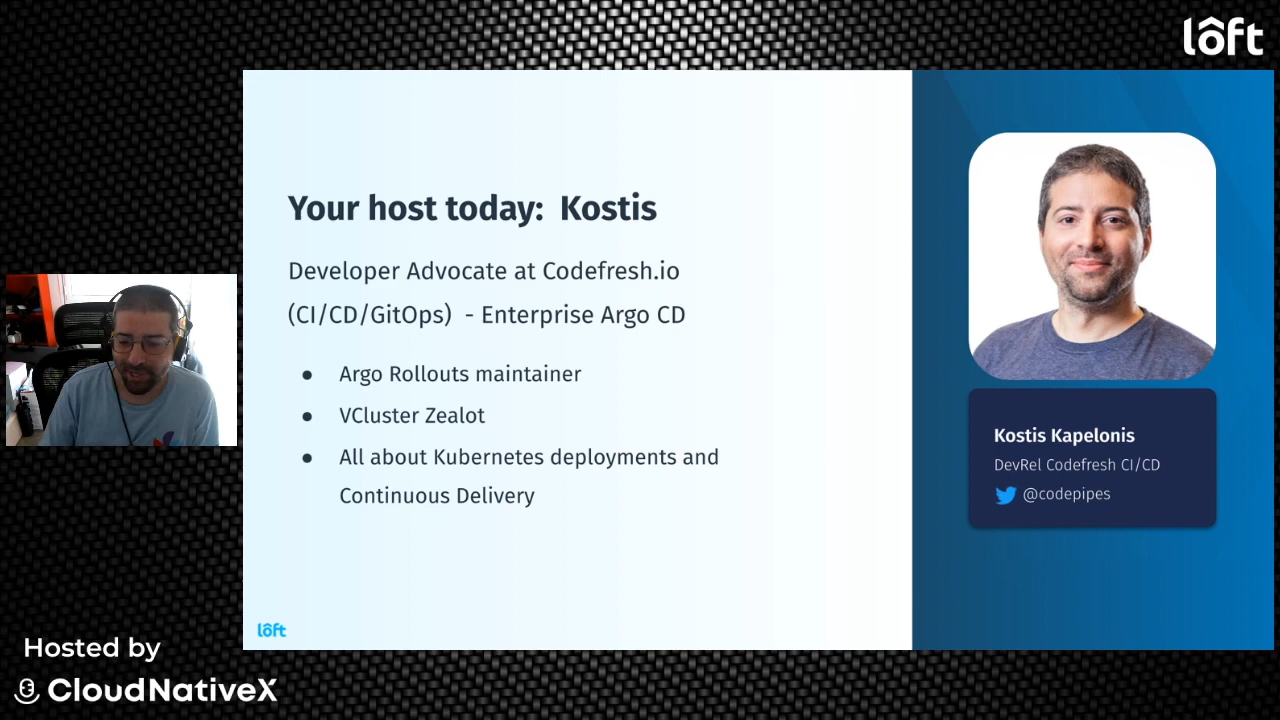 lôft
Your host today: Kostis
Developer Advocate at Codefresh.io
(CI/CD/GitOps) - Enterprise Argo CD
● Argo Rollouts maintainer
● VCluster Zealot
● All about Kubernetes deployments and
Continuous Delivery
Kostis Kapelonis
DevRel Codefresh CI/CD
@codepipes
lôft
Hosted by
CloudNativeX